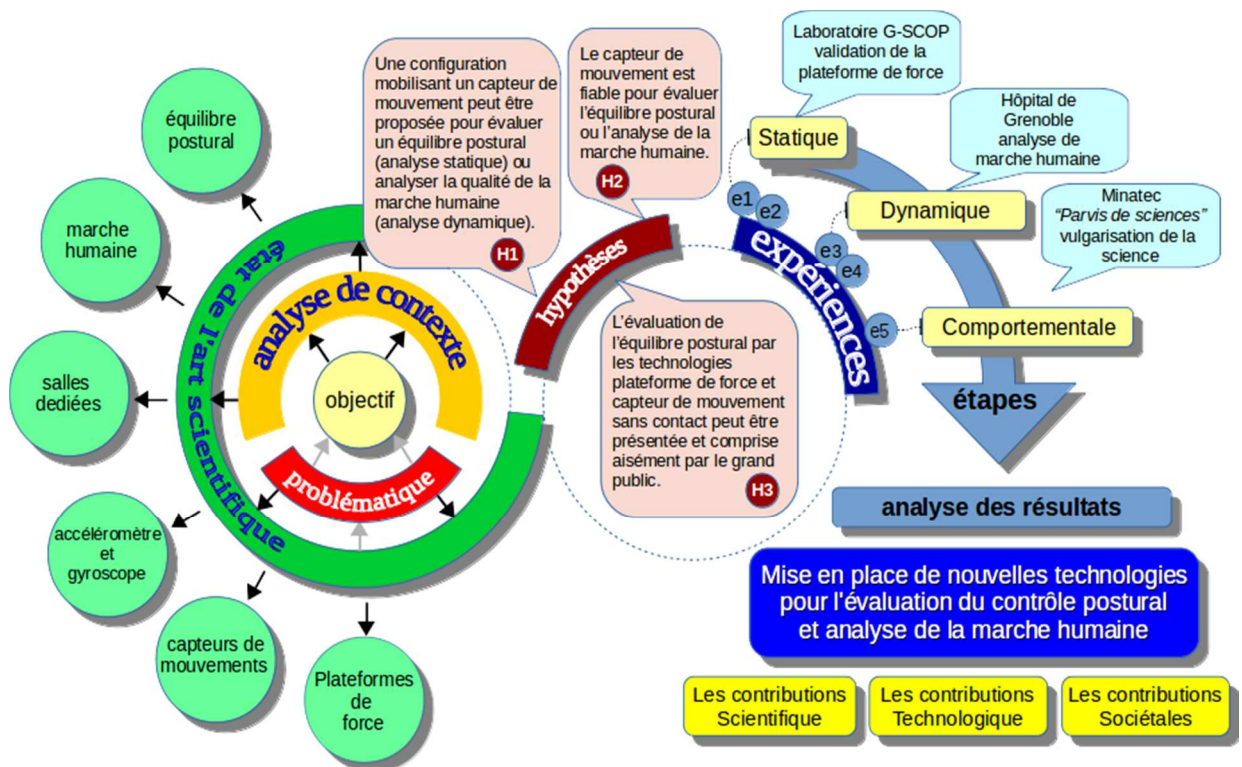 équilibre
postural
marche
humaine
salles
dediées
accéléromètre
et
gyroscope
capteurs de
mouvements
Plateformes
de
force
état de l'art scientifique
analyse de contexte
objectif
problématique
Une configuration
mobilisant un capteur de
mouvement peut être
proposée pour évaluer
un équilibre postural
(analyse statique) ou
analyser la qualité de la
marche humaine
(analyse dynamique).
H1
Le capteur de
mouvement est
fiable pour évaluer
l'équilibre postural
ou l'analyse de la
marche humaine.
H2
hypothèses
L'évaluation de
l'équilibre postural par
les technologies
plateforme de force et
capteur de mouvement
sans contact peut être
présentée et comprise
aisément par le grand
public.
H3
expériences
e1
e2
e3
e4
e5
Laboratoire G-SCOP
validation de la
plateforme de force
Statique
Hôpital de
Grenoble
analyse de
marche humaine
Dynamique
Minatec
“Parvis de sciences”
vulgarisation de la
science
Comportementale
étapes
analyse des résultats
Mise en place de nouvelles technologies
pour l'évaluation du contrôle postural
et analyse de la marche humaine
Les contributions
Scientifique
Les contributions
Technologique
Les contributions
Sociétales